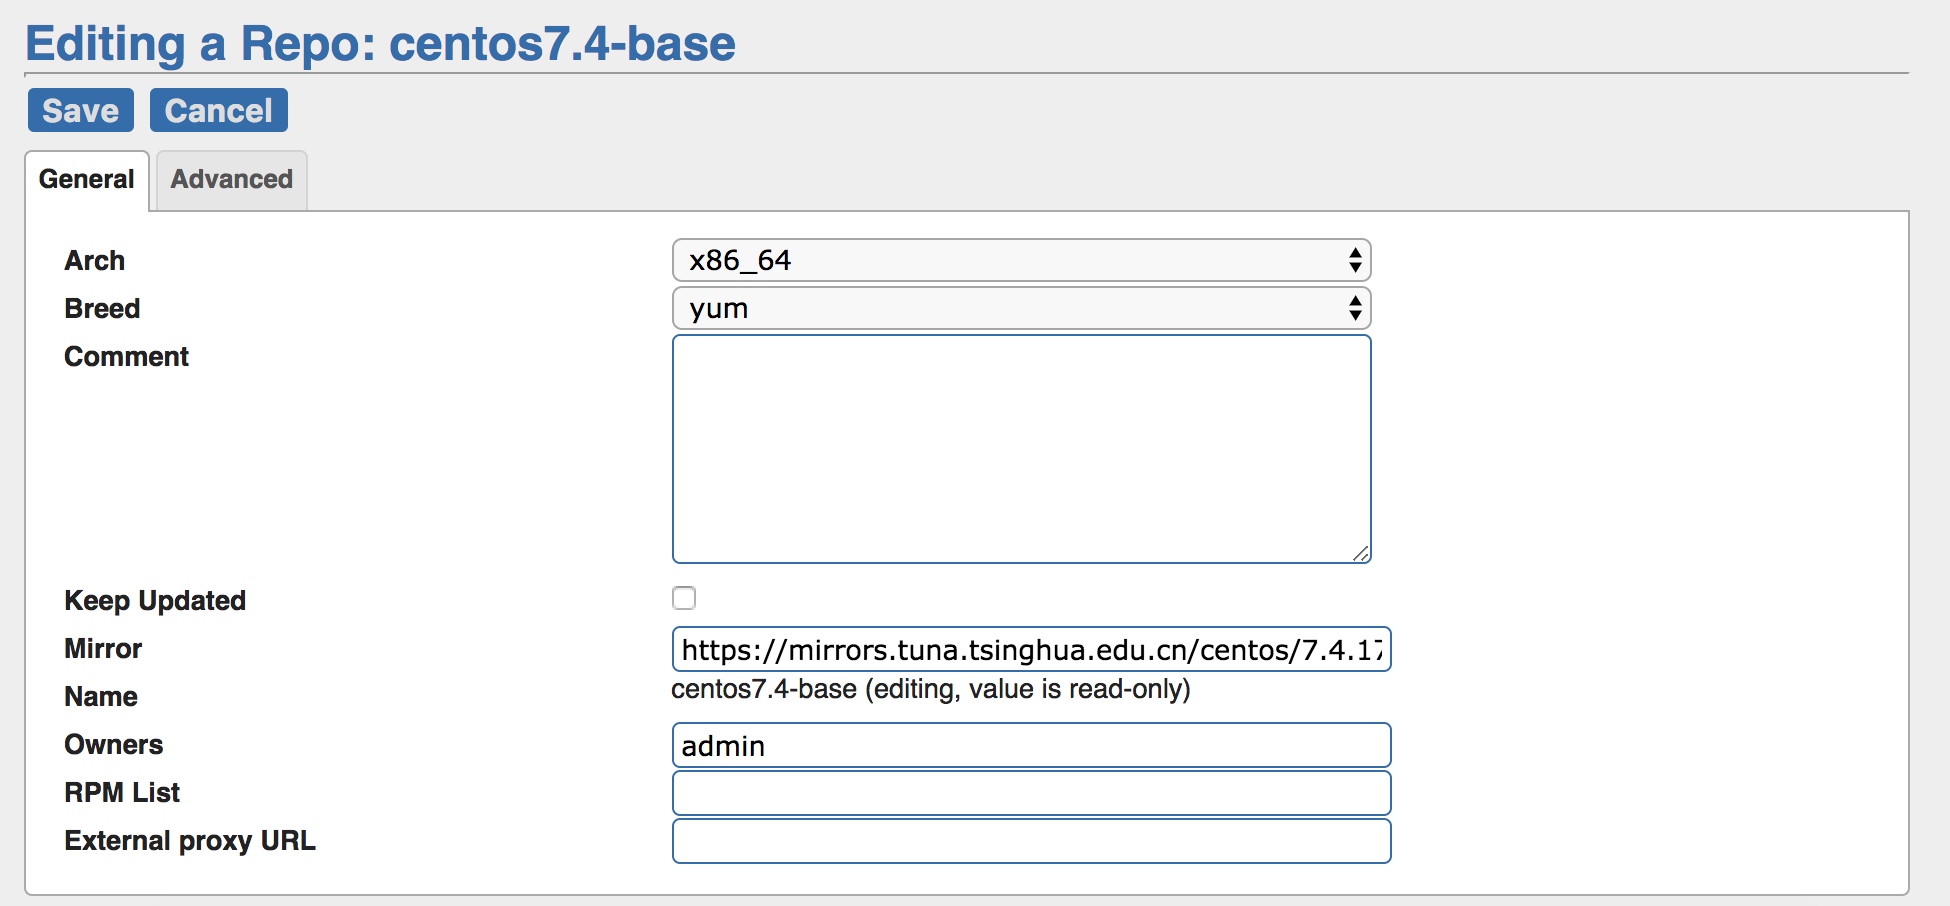 Editing a Repo: centos7.4-base
Save Cancel
General Advanced
Arch x86_64
Breed yum
Comment
Keep Updated
Mirror https://mirrors.tuna.tsinghua.edu.cn/centos/7.4.17
Name centos7.4-base (editing, value is read-only)
Owners admin
RPM List
External proxy URL